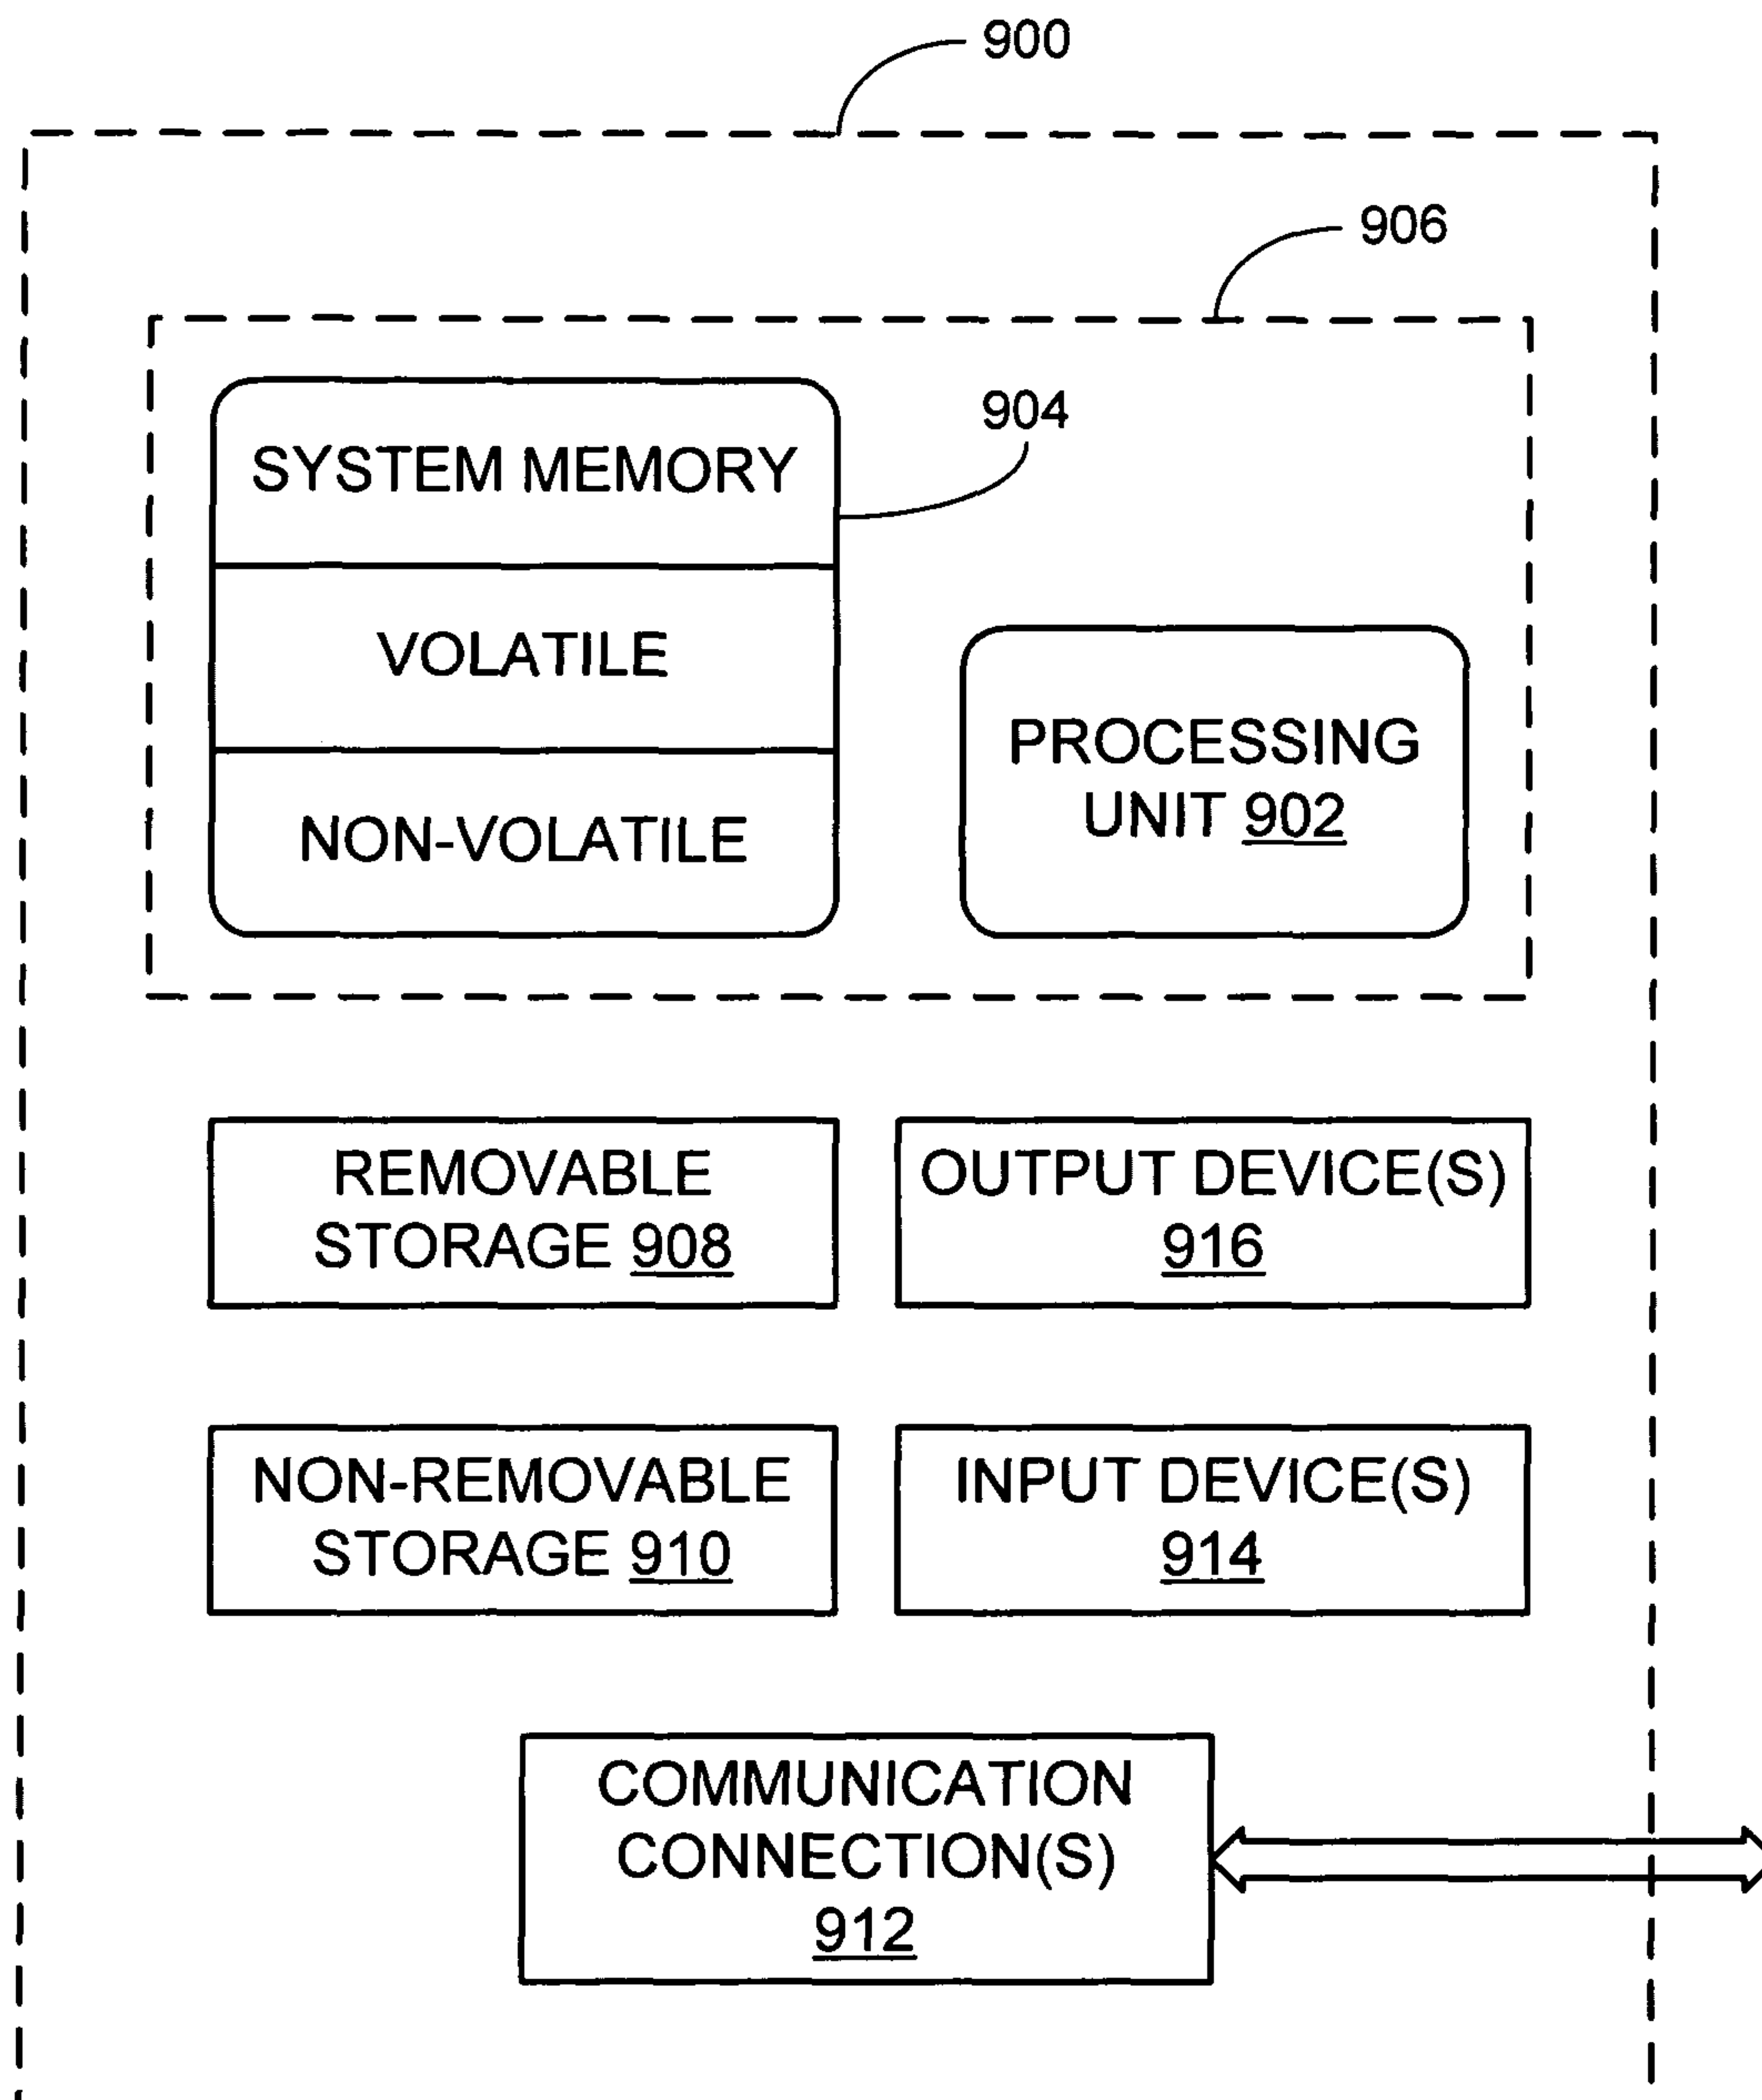 900
906
904
SYSTEM MEMORY
VOLATILE
NON-VOLATILE
PROCESSING
UNIT 902
REMOVABLE
STORAGE 908
OUTPUT DEVICE(S)
916
NON-REMOVABLE
STORAGE 910
INPUT DEVICE(S)
914
COMMUNICATION
CONNECTION(S)
912